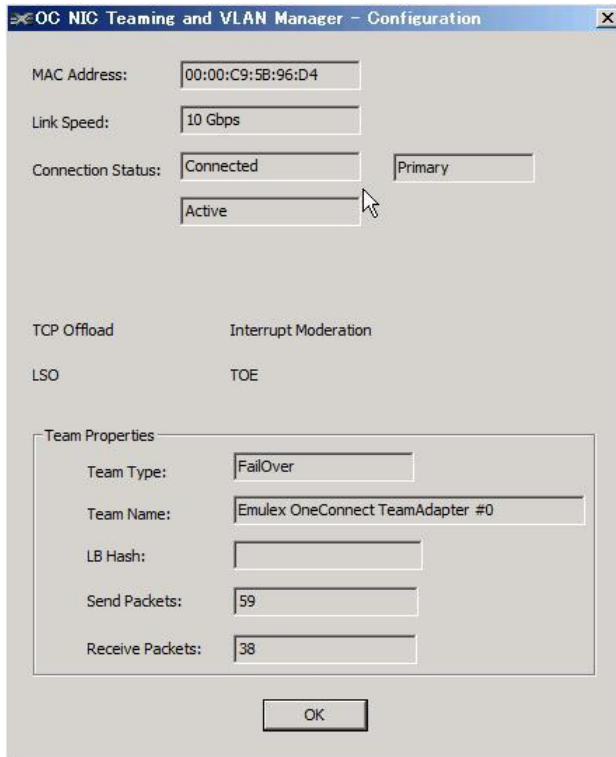 OC NIC Teaming and VLAN Manager - Configuration
MAC Address: 00:00:C9:5B:96:D4
Link Speed: 10 Gbps
Connection Status: Connected Primary
Active
TCP Offload Interrupt Moderation
LSO TOE
Team Properties
Team Type: FailOver
Team Name: Emulex OneConnect TeamAdapter #0
LB Hash:
Send Packets: 59
Receive Packets: 38
OK